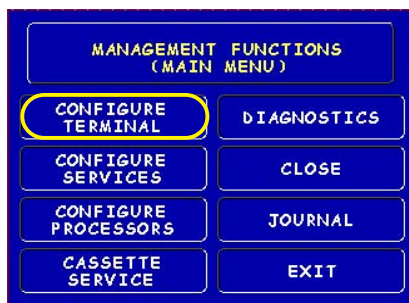 MANAGEMENT FUNCTIONS
(MAIN MENU)
CONFIGURE
TERMINAL
DIAGNOSTICS
CONFIGURE
SERVICES
CLOSE
CONFIGURE
PROCESSORS
JOURNAL
CASSETTE
SERVICE
EXIT